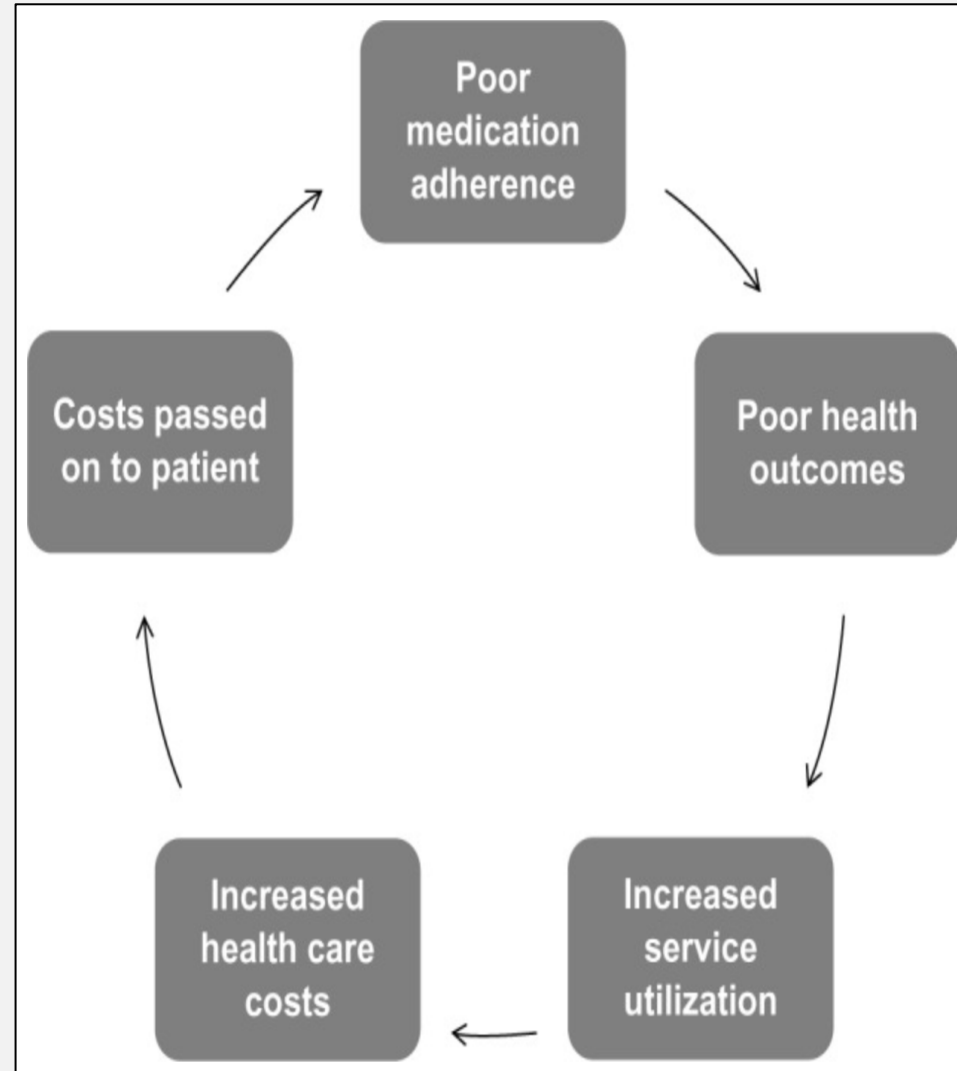 Poor
medication
adherence
Poor health
outcomes
Increased
service
utilization
Increased
health care
costs
Costs passed
on to patient